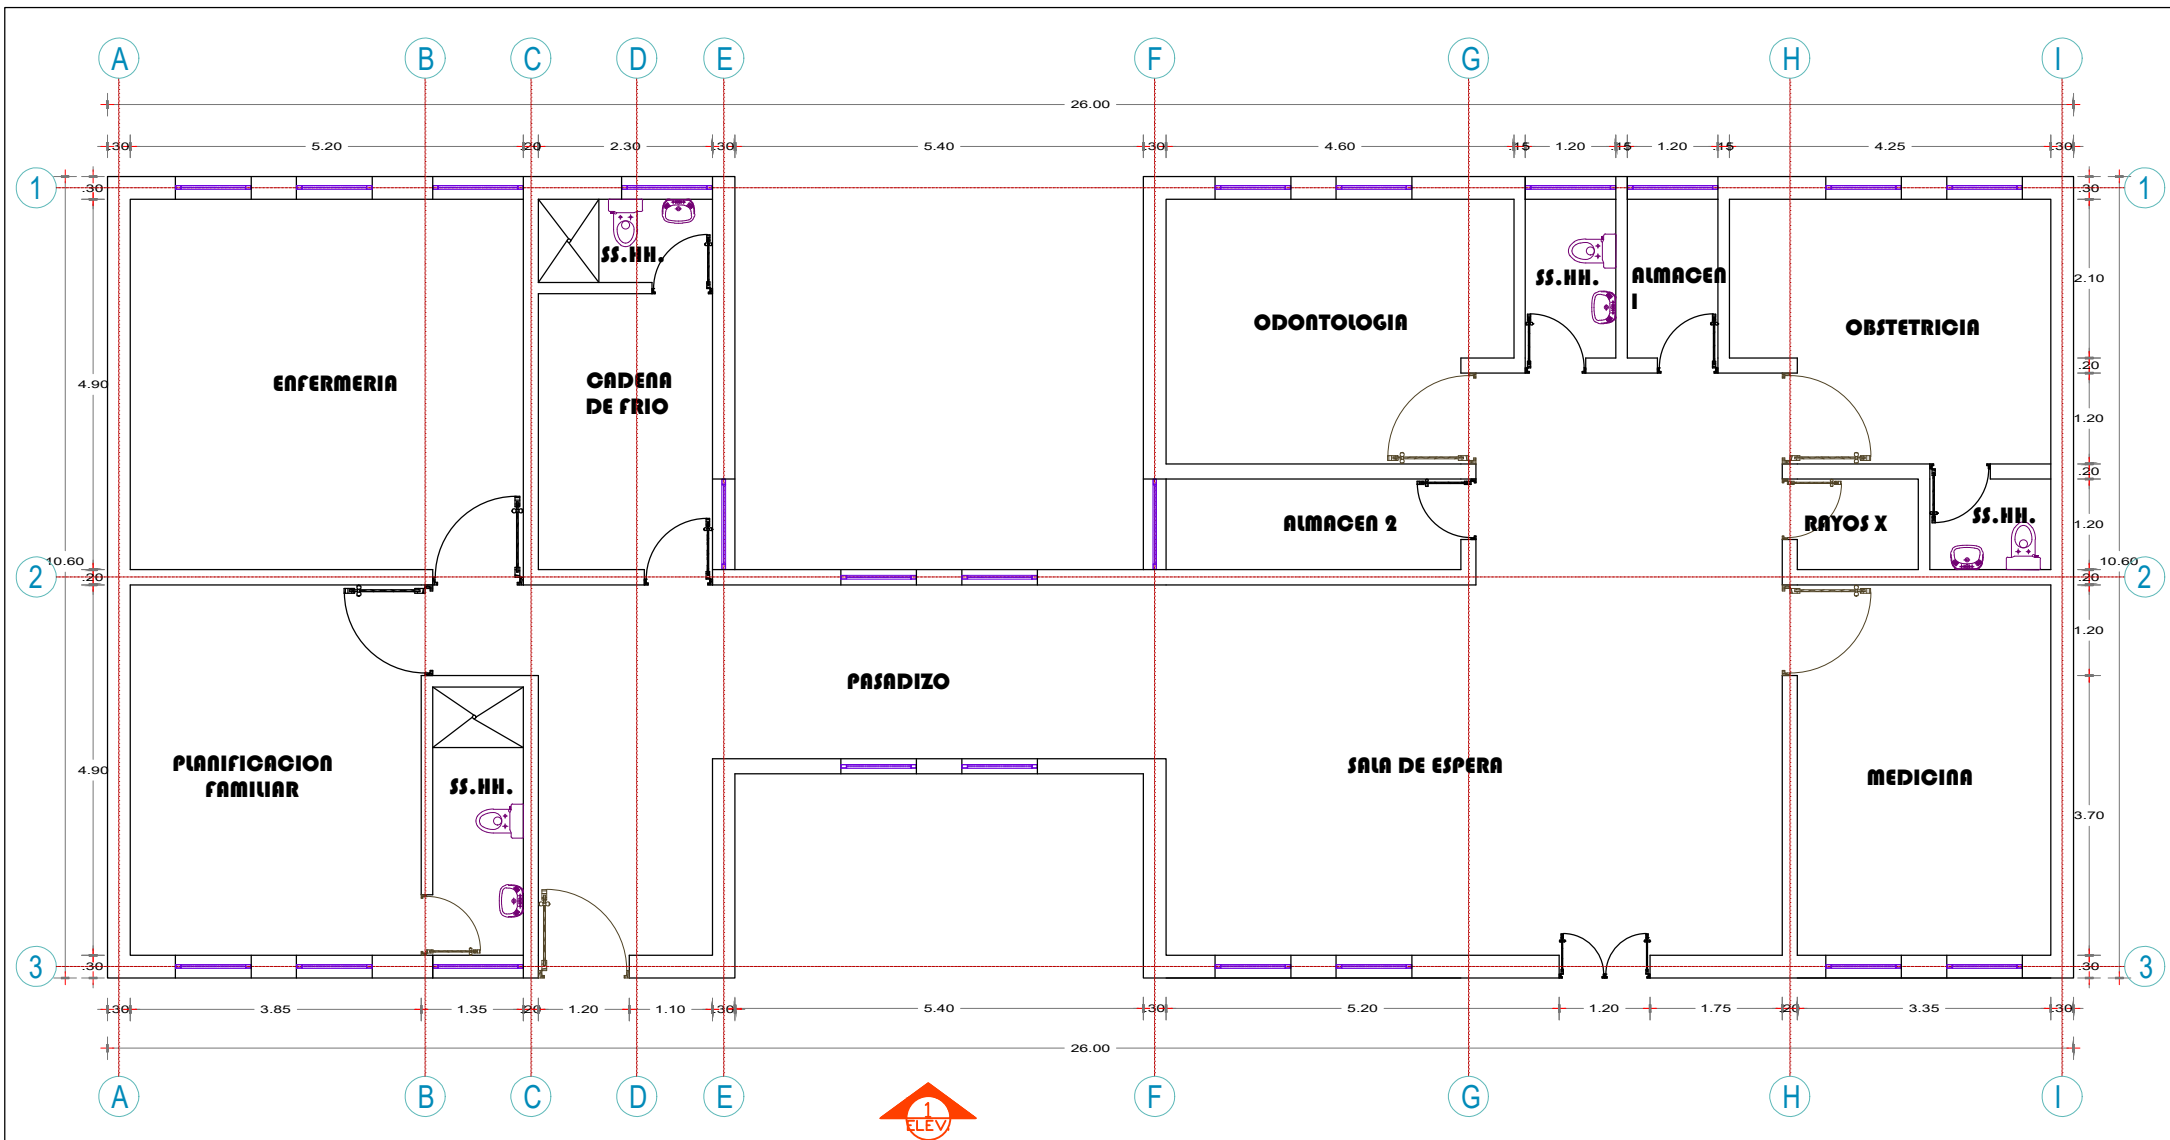 A B C D E F G H I
26.00
.30 5.20 .20 2.30 .30 5.40 .30 4.60 .15 1.20 .15 1.20 .15 4.25 .30
1 .30 .30 1
SS.HH.
SS.HH. ALMACEN 2.10
I
ODONTOLOGIA OBSTETRICIA
.20
ENFERMERIA 4.90 CADENA
DE FRIO
1.20
.20
ALMACEN 2 RAYOS X SS.HH. 1.20
10.60 10.60
2 .20 .20 2
1.20
PASADIZO
PLANIFICACION
FAMILIAR
4.90 SALA DE ESPERA MEDICINA
SS.HH.
3.70
3 .30 .30 3
.30 3.85 1.35 .20 1.20 1.10 .30 5.40 .30 5.20 1.20 1.75 .20 3.35 .30
26.00
A B C D E F G H I
1
ELEV.